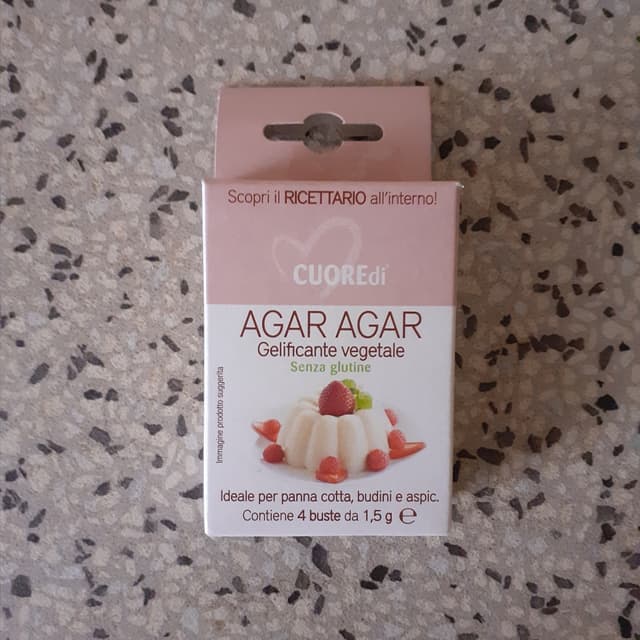 Scopri il RICETTARIO all'interno!
CUOREdi
AGAR AGAR
Gelificante vegetale
Senza glutine
Immagine prodotto suggerita
Ideale per panna cotta, budini e aspic.
Contiene 4 buste da 1,5 g ℮